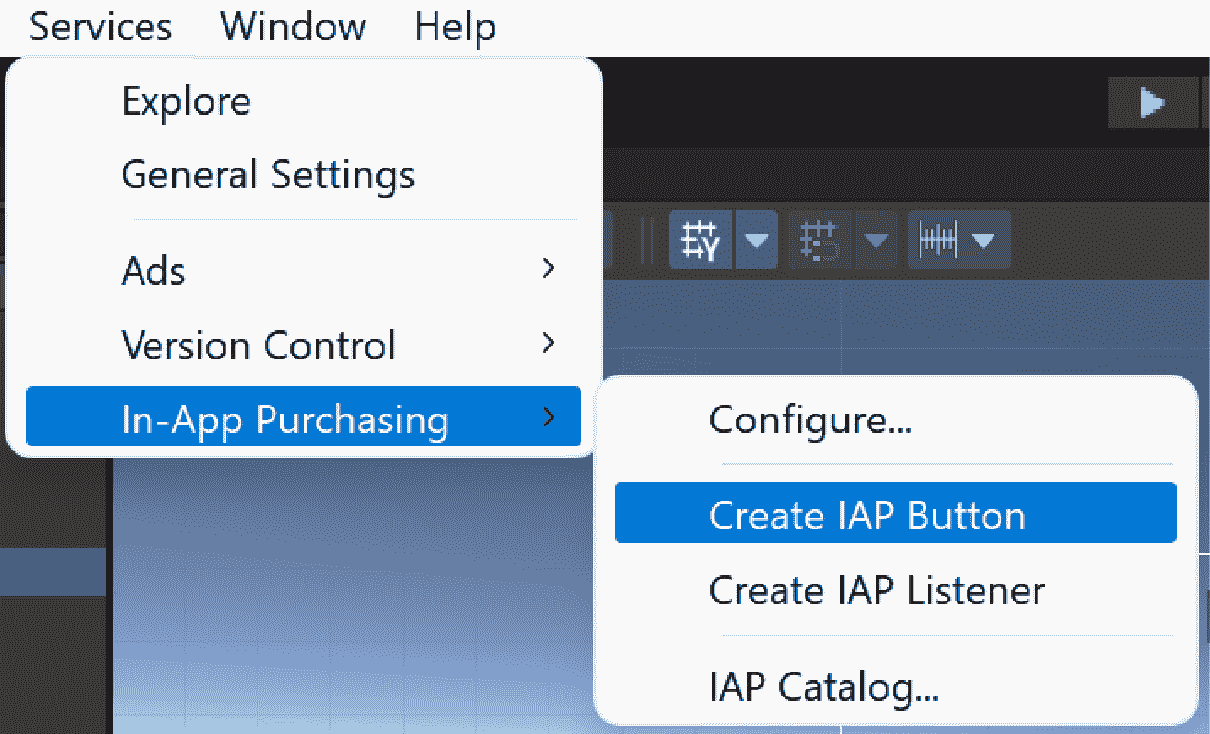 Services Window Help
Explore
General Settings
Ads
Version Control
In-App Purchasing
Configure...
Create IAP Button
Create IAP Listener
IAP Catalog...